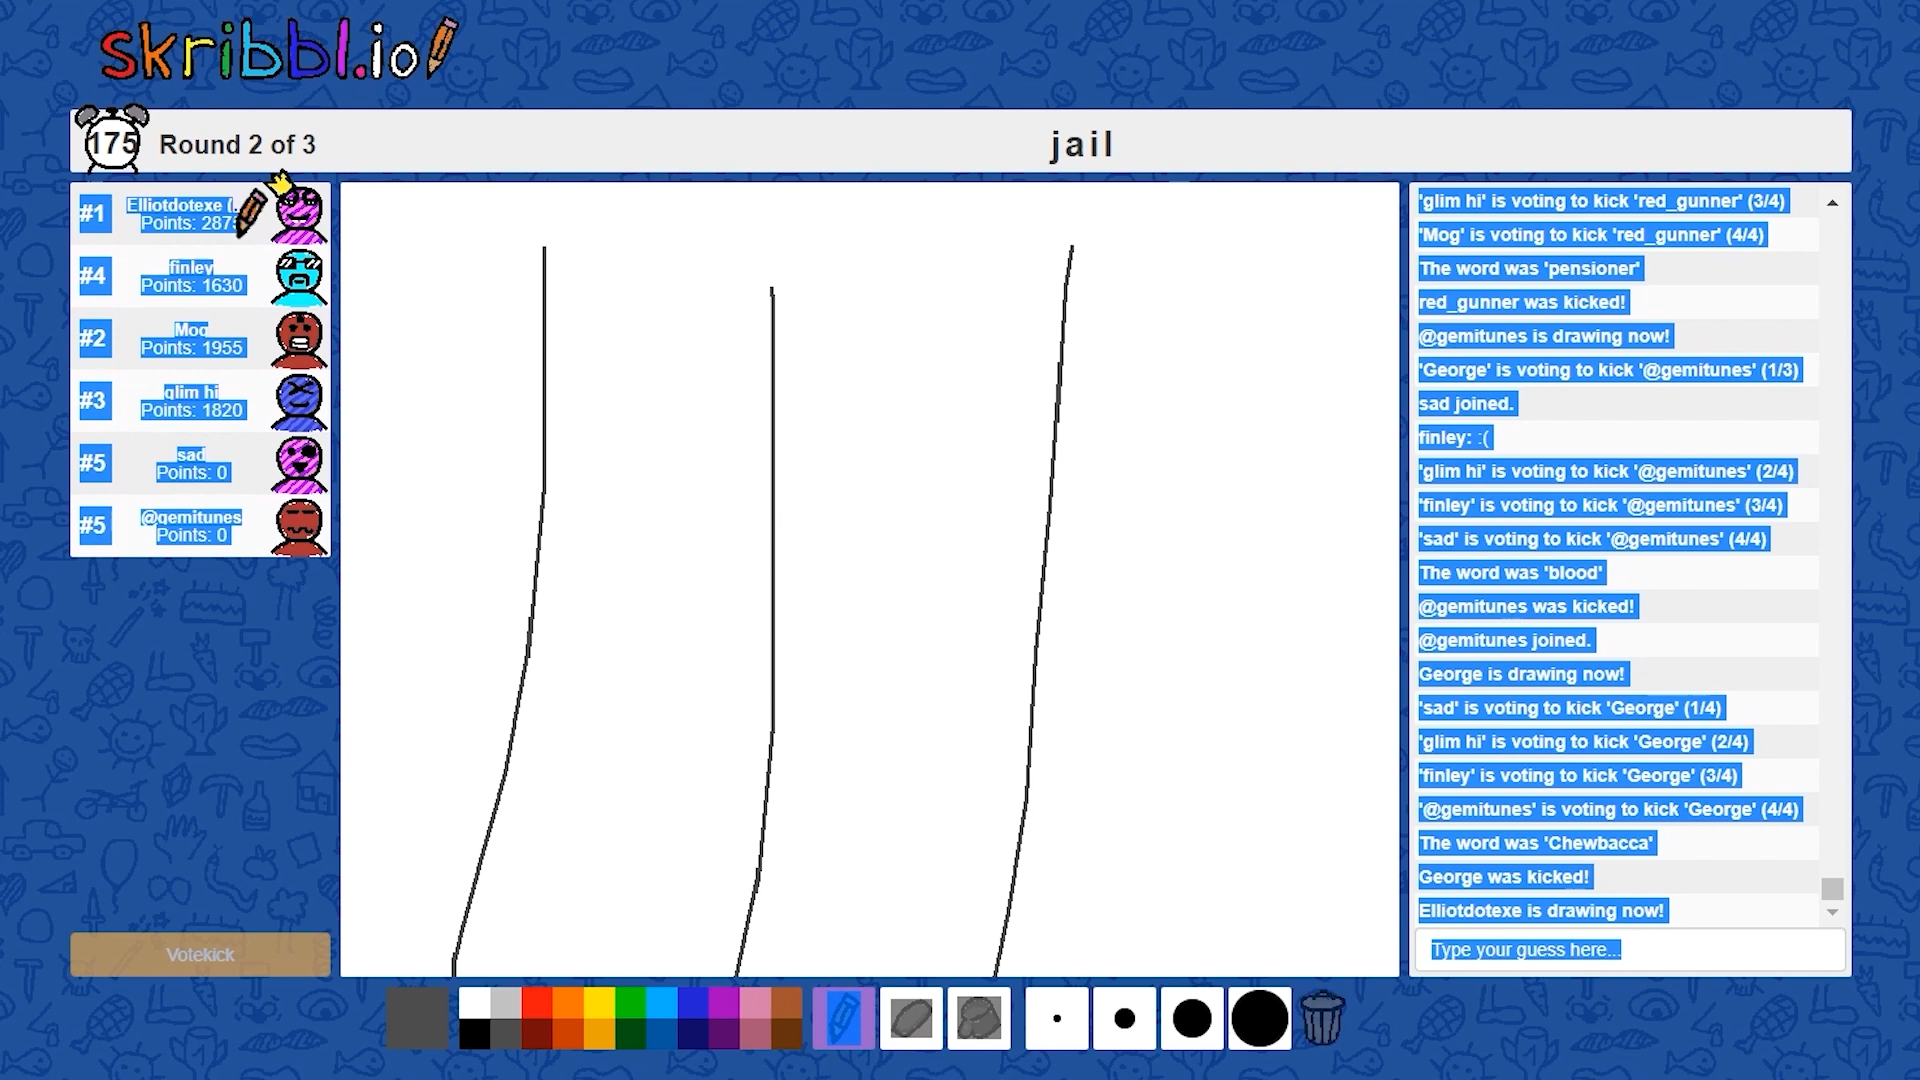 skribbl.io
175
Round 2 of 3
jail
#1
Elliotdotexe (.
Points: 287
#4
finley
Points: 1630
#2
Mog
Points: 1955
#3
glim hi
Points: 1820
#5
sad
Points: 0
#5
@gemitunes
Points: 0
Votekick
'glim hi' is voting to kick 'red_gunner' (3/4)
'Mog' is voting to kick 'red_gunner' (4/4)
The word was 'pensioner'
red_gunner was kicked!
@gemitunes is drawing now!
'George' is voting to kick '@gemitunes' (1/3)
sad joined.
finley: :(
'glim hi' is voting to kick '@gemitunes' (2/4)
'finley' is voting to kick '@gemitunes' (3/4)
'sad' is voting to kick '@gemitunes' (4/4)
The word was 'blood'
@gemitunes was kicked!
@gemitunes joined.
George is drawing now!
'sad' is voting to kick 'George' (1/4)
'glim hi' is voting to kick 'George' (2/4)
'finley' is voting to kick 'George' (3/4)
'@gemitunes' is voting to kick 'George' (4/4)
The word was 'Chewbacca'
George was kicked!
Elliotdotexe is drawing now!
Type your guess here...